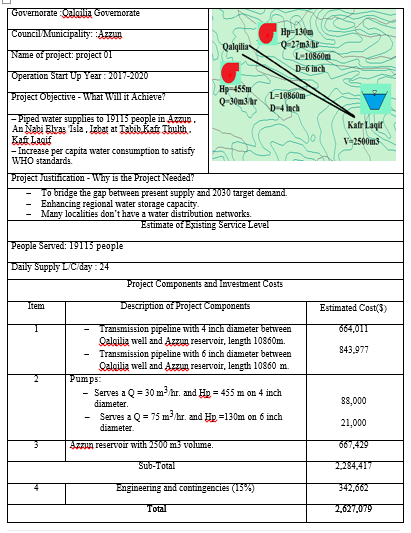 Governorate :Qalqilia Governorate
Council/Municipality: :Azzun
Name of project: project 01
Operation Start Up Year : 2017-2020
Project Objective - What Will it Achieve?
– Piped water supplies to 19115 people in Azzun ,
An Nabi Elyas 'Isla , Izbat at Tabib,Kafr Thulth ,
Kafr Laqif
– Increase per capita water consumption to satisfy
WHO standards.
Hp=130m
Q=27m3/hr
L=10860m
D=6 inch
Qalqilia
Hp=455m
Q=30m3/hr
L=10860m
D=4 inch
Kafr Laqif
V=2500m3
Project Justification - Why is the Project Needed?
– To bridge the gap between present supply and 2030 target demand.
– Enhancing regional water storage capacity.
– Many localities don't have a water distribution networks.
Estimate of Existing Service Level
People Served: 19115 people
Daily Supply L/C/day : 24
Project Components and Investment Costs
Item Description of Project Components Estimated Cost($)
1 – Transmission pipeline with 4 inch diameter between 664,011
Qalqilia well and Azzun reservoir, length 10860m.
– Transmission pipeline with 6 inch diameter between 843,977
Qalqilia well and Azzun reservoir, length 10860 m.
2 Pumps:
– Serves a Q = 30 m3/hr. and Hp = 455 m on 4 inch 88,000
diameter.
– Serves a Q = 75 m3/hr. and Hp =130m on 6 inch 21,000
diameter.
3 Azzun reservoir with 2500 m3 volume. 667,429
Sub-Total 2,284,417
4 Engineering and contingencies (15%) 342,662
Total 2,627,079